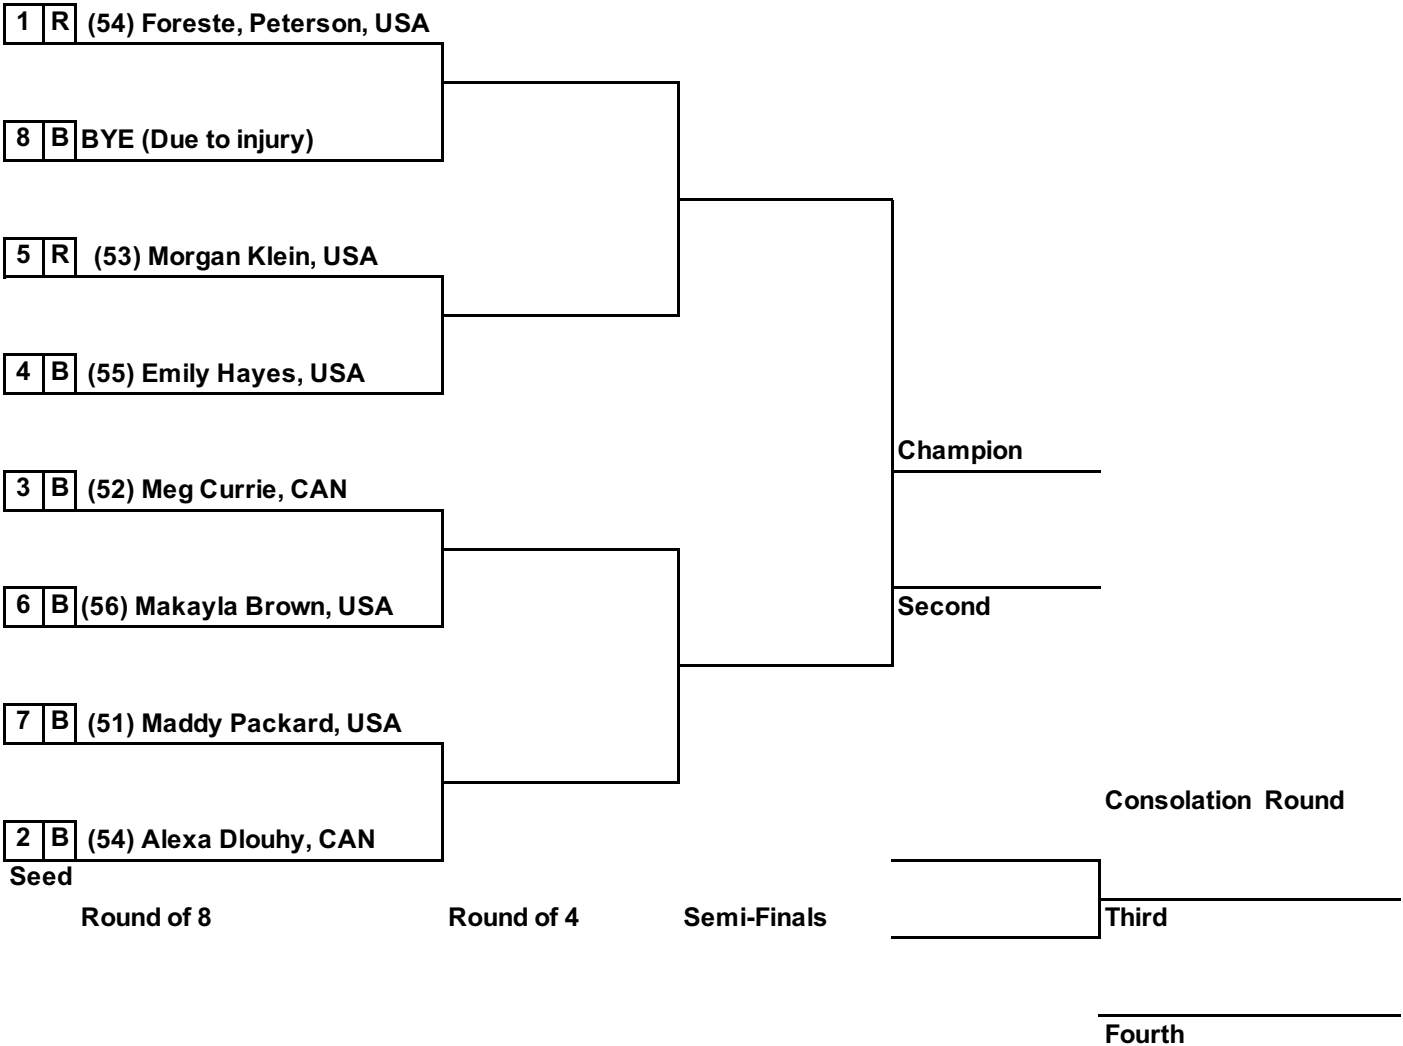 1 R (54) Foreste, Peterson, USA
8 B BYE (Due to injury)
5 R (53) Morgan Klein, USA
4 B (55) Emily Hayes, USA
Champion
3 B (52) Meg Currie, CAN
6 B (56) Makayla Brown, USA
Second
7 B (51) Maddy Packard, USA
Consolation Round
2 B (54) Alexa Dlouhy, CAN
Seed
Round of 8 Round of 4 Semi-Finals Third
Fourth